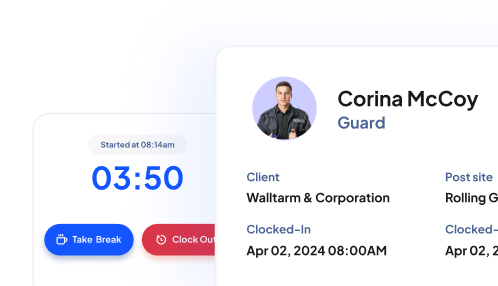 Started at 08:14am
03:50
Take Break
Clock Out
Corina McCoy
Guard
Client
Post site
Walltarm & Corporation
Rolling G
Clocked-In
Clocked-
Apr 02, 2024 08:00AM
Apr 02, 2